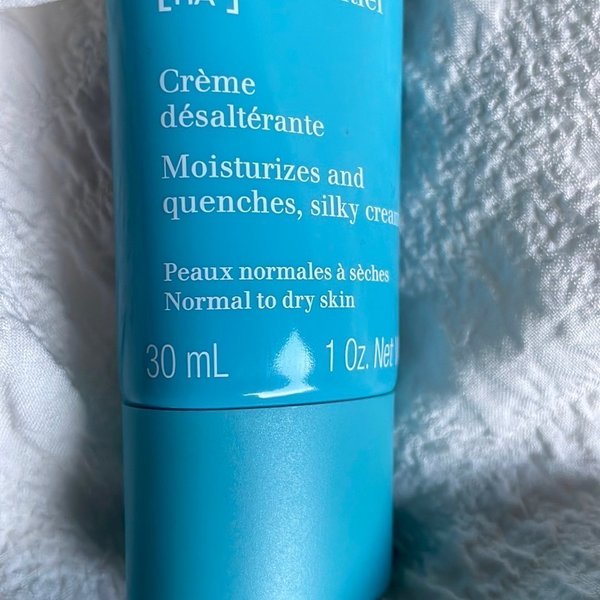 Crème
désaltérante
Moisturizes and
quenches, silky cream
Peaux normales à sèches
Normal to dry skin
30 mL
1 Oz. Net